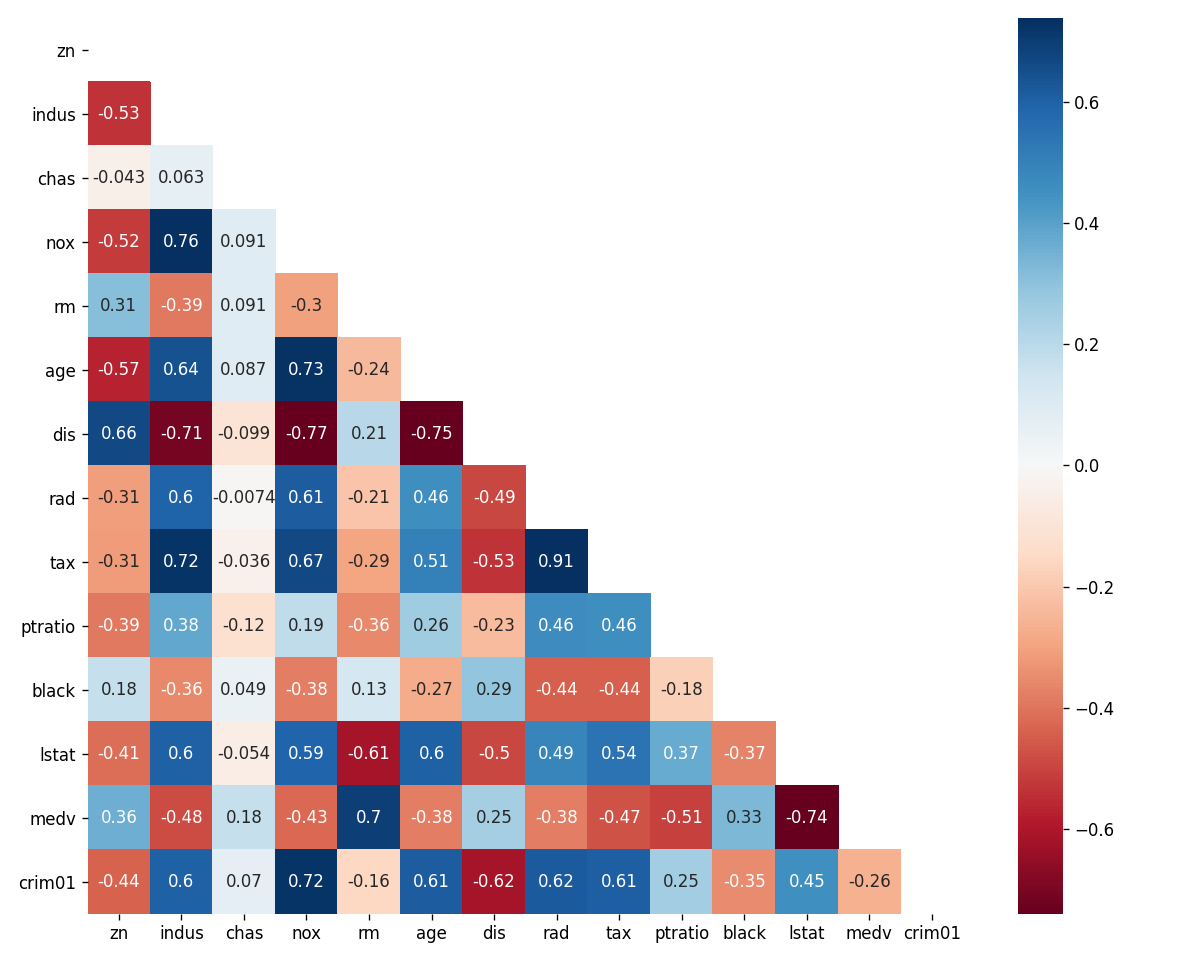 zn
indus -0.53
chas -0.043 0.063
nox -0.52 0.76 0.091
rm 0.31 -0.39 0.091 -0.3
age -0.57 0.64 0.087 0.73 -0.24
dis 0.66 -0.71 -0.099 -0.77 0.21 -0.75
rad -0.31 0.6 -0.0074 0.61 -0.21 0.46 -0.49
tax -0.31 0.72 -0.036 0.67 -0.29 0.51 -0.53 0.91
ptratio -0.39 0.38 -0.12 0.19 -0.36 0.26 -0.23 0.46 0.46
black 0.18 -0.36 0.049 -0.38 0.13 -0.27 0.29 -0.44 -0.44 -0.18
lstat -0.41 0.6 -0.054 0.59 -0.61 0.6 -0.5 0.49 0.54 0.37 -0.37
medv 0.36 -0.48 0.18 -0.43 0.7 -0.38 0.25 -0.38 -0.47 -0.51 0.33 -0.74
crim01 -0.44 0.6 0.07 0.72 -0.16 0.61 -0.62 0.62 0.61 0.25 -0.35 0.45 -0.26
zn indus chas nox rm age dis rad tax ptratio black lstat medv crim01
0.6
0.4
0.2
0.0
−0.2
−0.4
−0.6